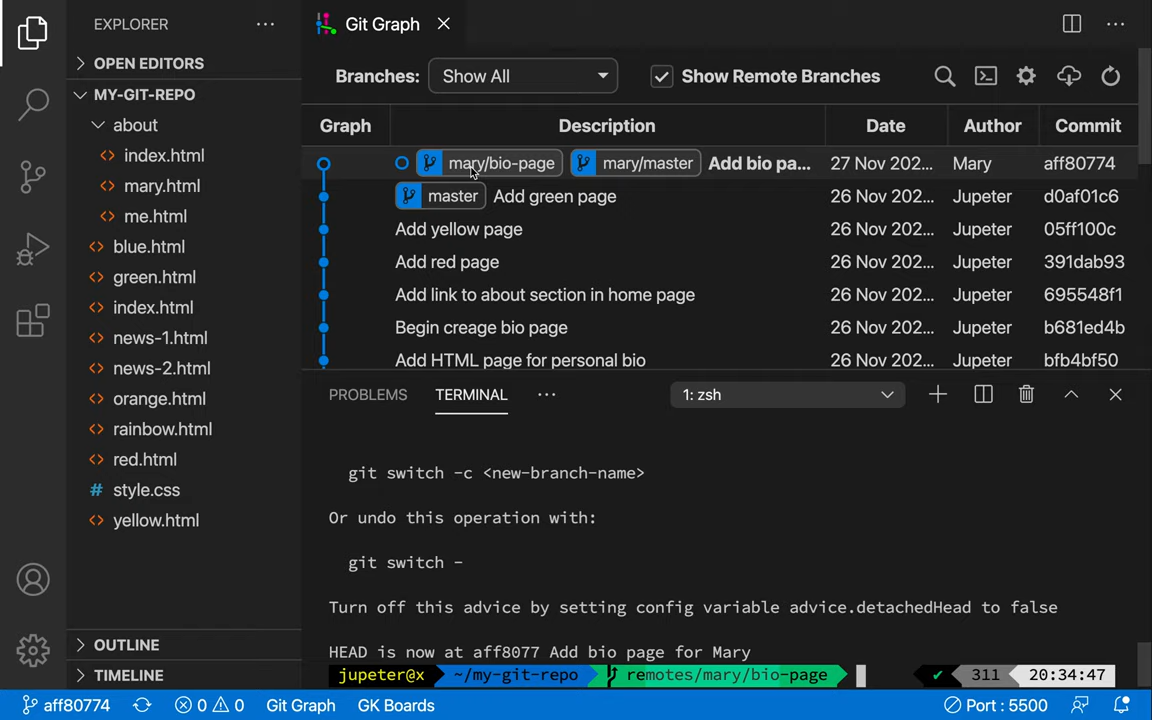 EXPLORER
OPEN EDITORS
MY-GIT-REPO
about
index.html
mary.html
me.html
blue.html
green.html
index.html
news-1.html
news-2.html
orange.html
rainbow.html
red.html
# style.css
yellow.html
OUTLINE
TIMELINE
Git Graph
Branches: Show All Show Remote Branches
Graph Description Date Author Commit
mary/bio-page mary/master Add bio pa... 27 Nov 202... Mary aff80774
master Add green page 26 Nov 202... Jupeter d0af01c6
Add yellow page 26 Nov 202... Jupeter 05ff100c
Add red page 26 Nov 202... Jupeter 391dab93
Add link to about section in home page 26 Nov 202... Jupeter 695548f1
Begin creage bio page 26 Nov 202... Jupeter b681ed4b
Add HTML page for personal bio 26 Nov 202... Jupeter bfb4bf50
PROBLEMS TERMINAL ... 1: zsh
git switch -c <new-branch-name>
Or undo this operation with:
git switch -
Turn off this advice by setting config variable advice.detachedHead to false
HEAD is now at aff8077 Add bio page for Mary
jupeter@x ~/my-git-repo remotes/mary/bio-page ✔ 311 20:34:47
aff80774 0 0 Git Graph GK Boards Port : 5500